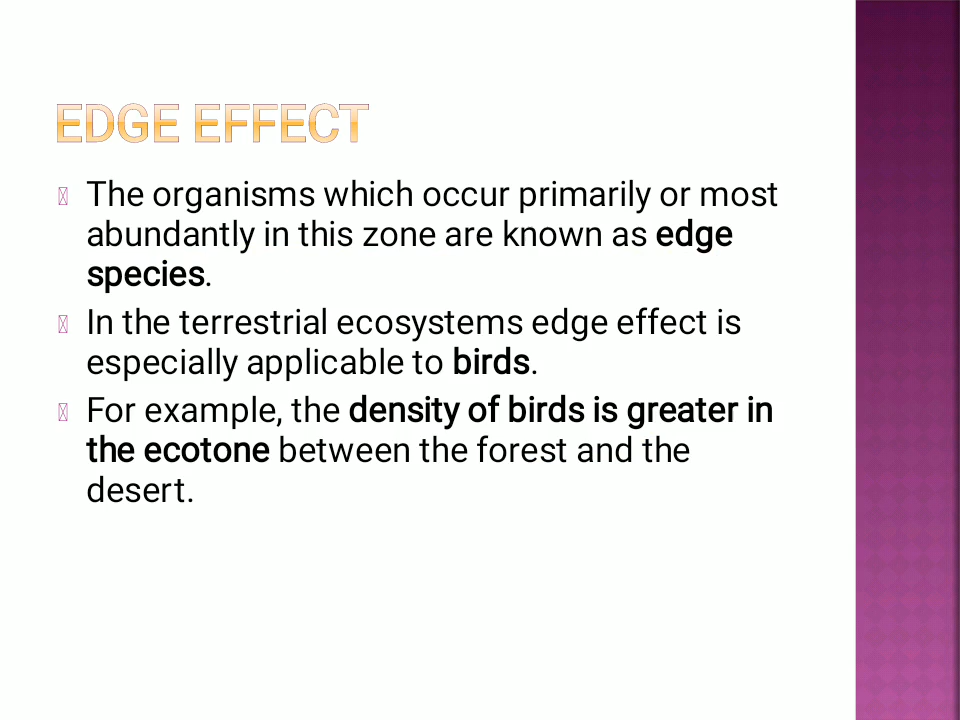 EDGE EFFECT
The organisms which occur primarily or most
abundantly in this zone are known as edge
species.
In the terrestrial ecosystems edge effect is
especially applicable to birds.
For example, the density of birds is greater in
the ecotone between the forest and the
desert.